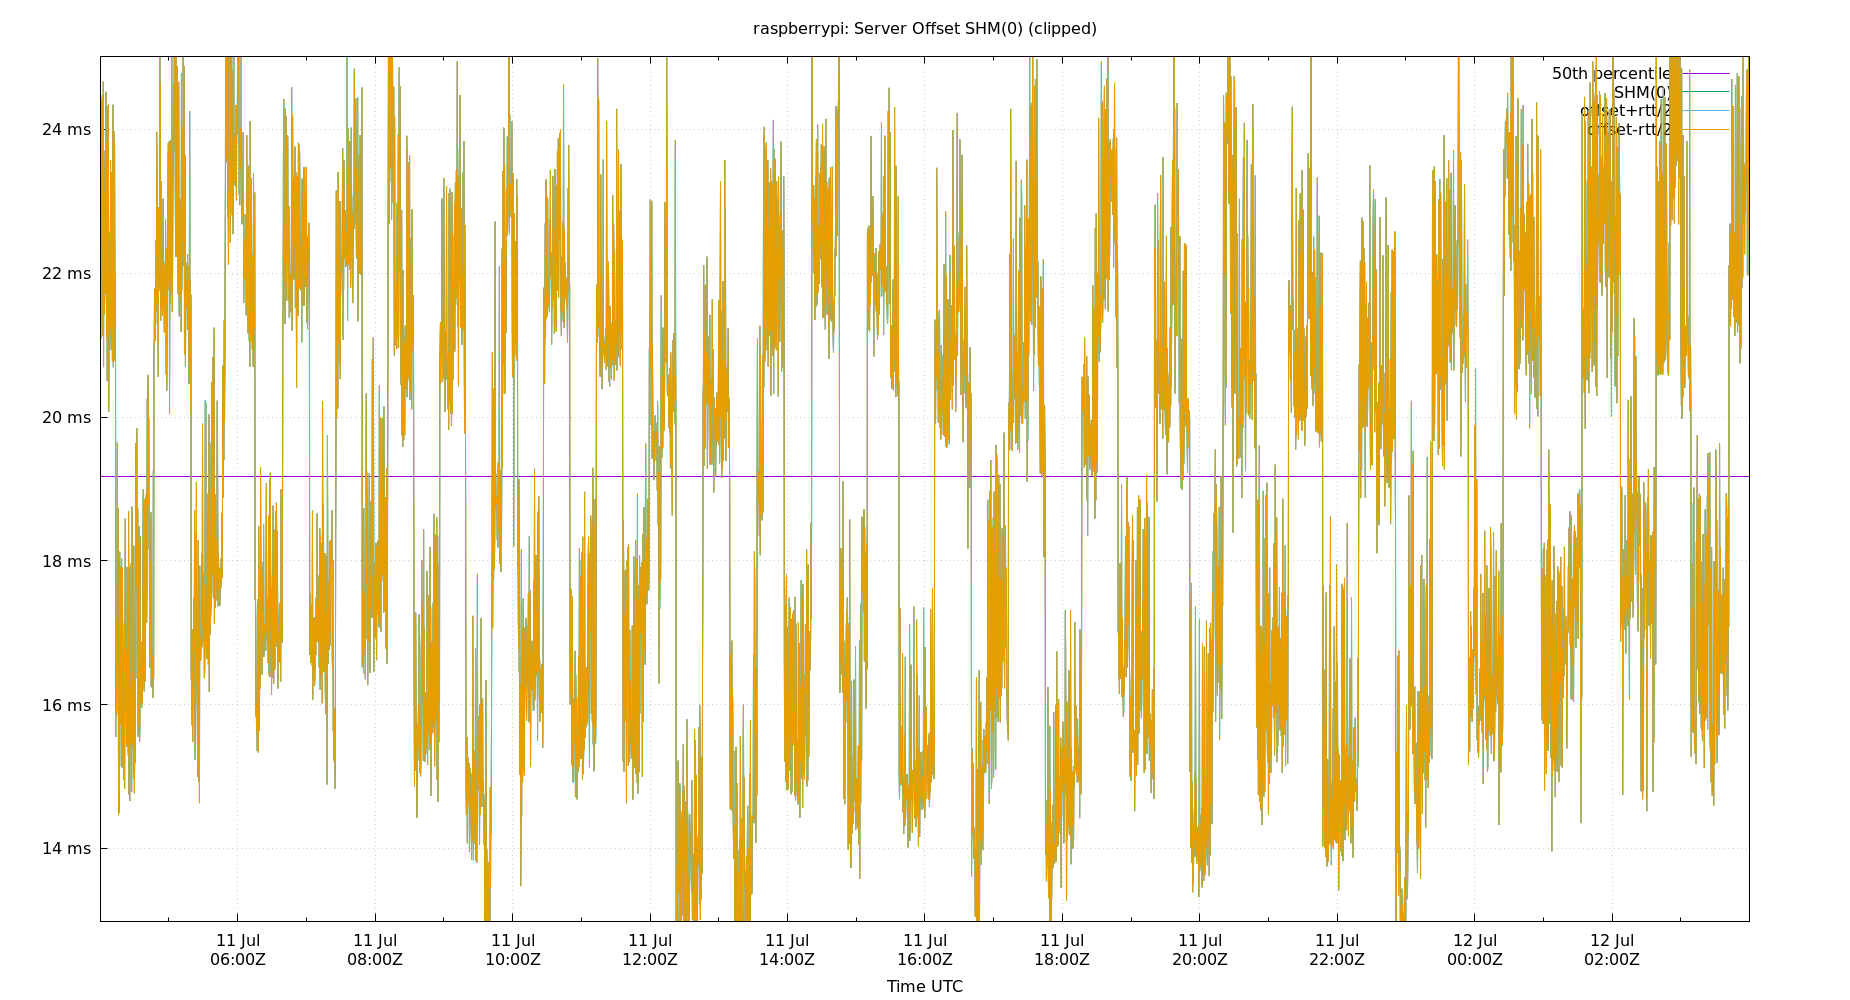 raspberrypi: Server Offset SHM(0) (clipped)
50th percentile
SHM(0)
offset+rtt/2
offset-rtt/2
24 ms
22 ms
20 ms
18 ms
16 ms
14 ms
11 Jul 11 Jul 11 Jul 11 Jul 11 Jul 11 Jul 11 Jul 11 Jul 11 Jul 12 Jul 12 Jul
06:00Z 08:00Z 10:00Z 12:00Z 14:00Z 16:00Z 18:00Z 20:00Z 22:00Z 00:00Z 02:00Z
Time UTC